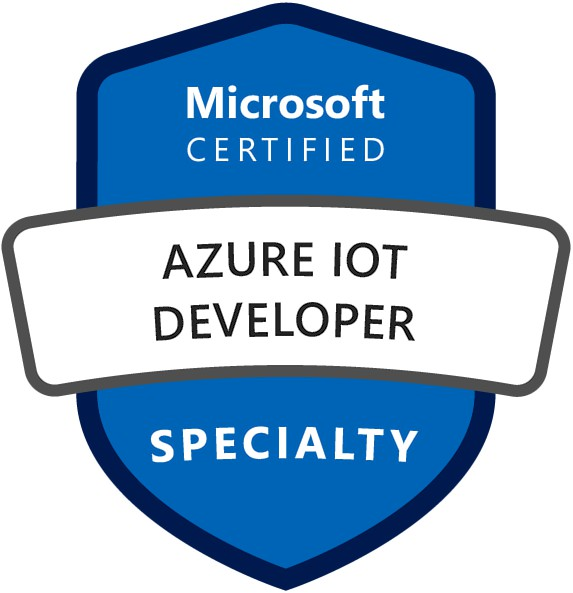 Microsoft
CERTIFIED
AZURE IOT
DEVELOPER
SPECIALTY